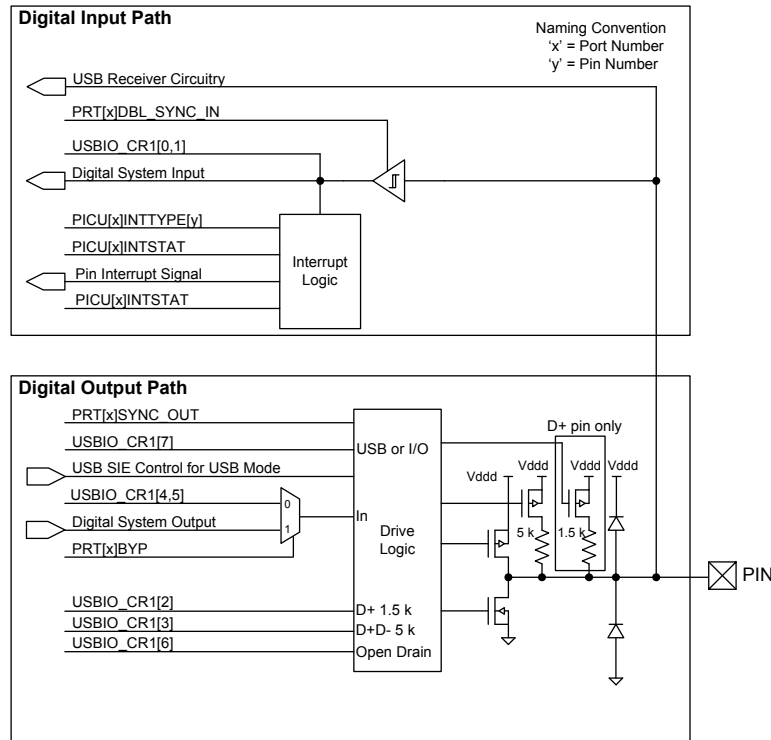 Digital Input Path
Naming Convention
‘x’ = Port Number
‘y’ = Pin Number
USB Receiver Circuitry
PRT[x]DBL_SYNC_IN
USBIO_CR1[0,1]
Digital System Input
PICU[x]INTTYPE[y]
PICU[x]INTSTAT
Interrupt
Logic
Pin Interrupt Signal
PICU[x]INTSTAT
Digital Output Path
PRT[x]SYNC_OUT
D+ pin only
USBIO_CR1[7]
USB or I/O
USB SIE Control for USB Mode
Vddd
Vddd
Vddd
Vddd
USBIO_CR1[4,5]
0
In
Digital System Output
1
Drive
Logic
5 k
1.5 k
PRT[x]BYP
PIN
USBIO_CR1[2]
D+ 1.5 k
USBIO_CR1[3]
D+D- 5 k
USBIO_CR1[6]
Open Drain